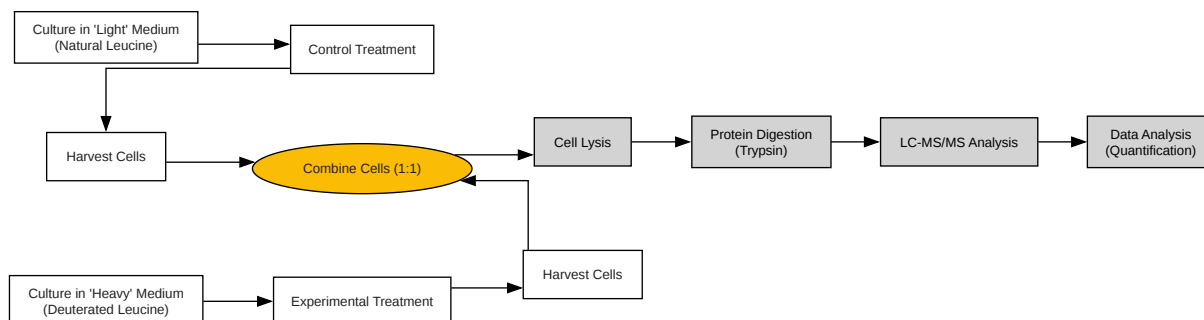 Culture in 'Light' Medium
(Natural Leucine)
Control Treatment
Harvest Cells
Combine Cells (1:1)
Cell Lysis
Protein Digestion
(Trypsin)
LC-MS/MS Analysis
Data Analysis
(Quantification)
Culture in 'Heavy' Medium
(Deuterated Leucine)
Experimental Treatment
Harvest Cells